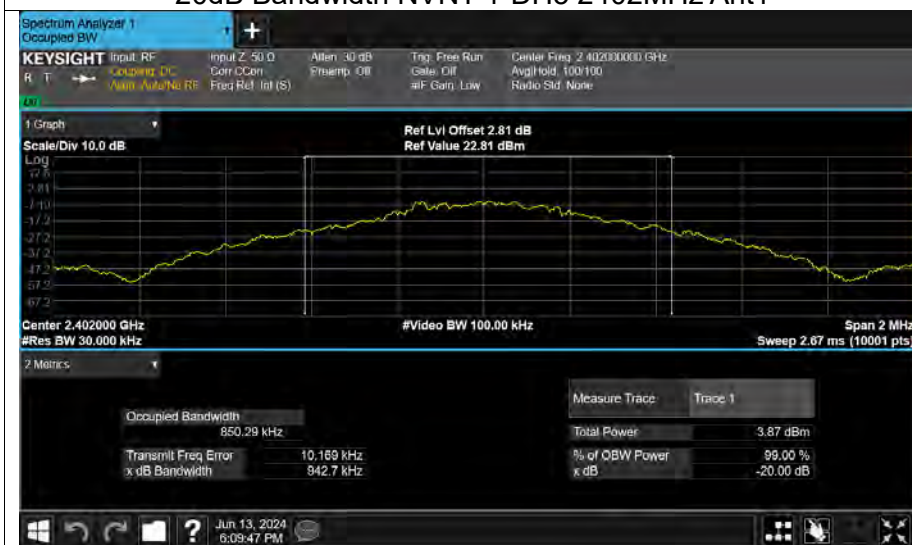 20dB Bandwidth NVNT 1-DH5 2402MHz Ant1
Spectrum Analyzer 1
Occupied BW
+
KEYSIGHT Input: RF Input Z: 50 Ω Atten: 30 dB Trig: Free Run Center Freq: 2.402000000 GHz
R T Coupling: DC Corr CCorr Preamp: Off Gate: Off Avg|Hold: 100/100
Align: Auto/No RF Freq Ref: Int (S) #IF Gain: Low Radio Std: None
1 Graph
Ref Lvl Offset 2.81 dB
Scale/Div 10.0 dB Ref Value 22.81 dBm
Log
2.81
-7.19
-17.2
-27.2
-37.2
-47.2
-57.2
-67.2
Center 2.402000 GHz #Video BW 100.00 kHz Span 2 MHz
#Res BW 30.000 kHz Sweep 2.67 ms (10001 pts)
2 Metrics
Measure Trace Trace 1
Occupied Bandwidth
850.29 kHz Total Power 3.87 dBm
Transmit Freq Error 10.169 kHz % of OBW Power 99.00 %
x dB Bandwidth 942.7 kHz x dB -20.00 dB
?
Jun 13, 2024
6:09:47 PM